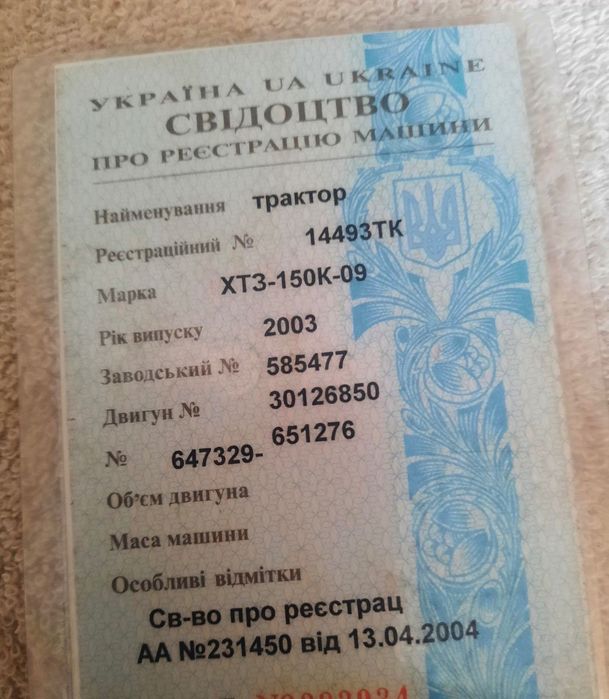 УКРАЇНА UA UKRAINE
СВІДОЦТВО
ПРО РЕЄСТРАЦІЮ МАШИНИ
Найменування трактор
Реєстраційний № 14493ТК
Марка ХТЗ-150К-09
Рік випуску 2003
Заводський № 585477
Двигун № 30126850
№ 647329-651276
Об'єм двигуна
Маса машини
Особливі відмітки
Св-во про реєстрац
АА №231450 від 13.04.2004